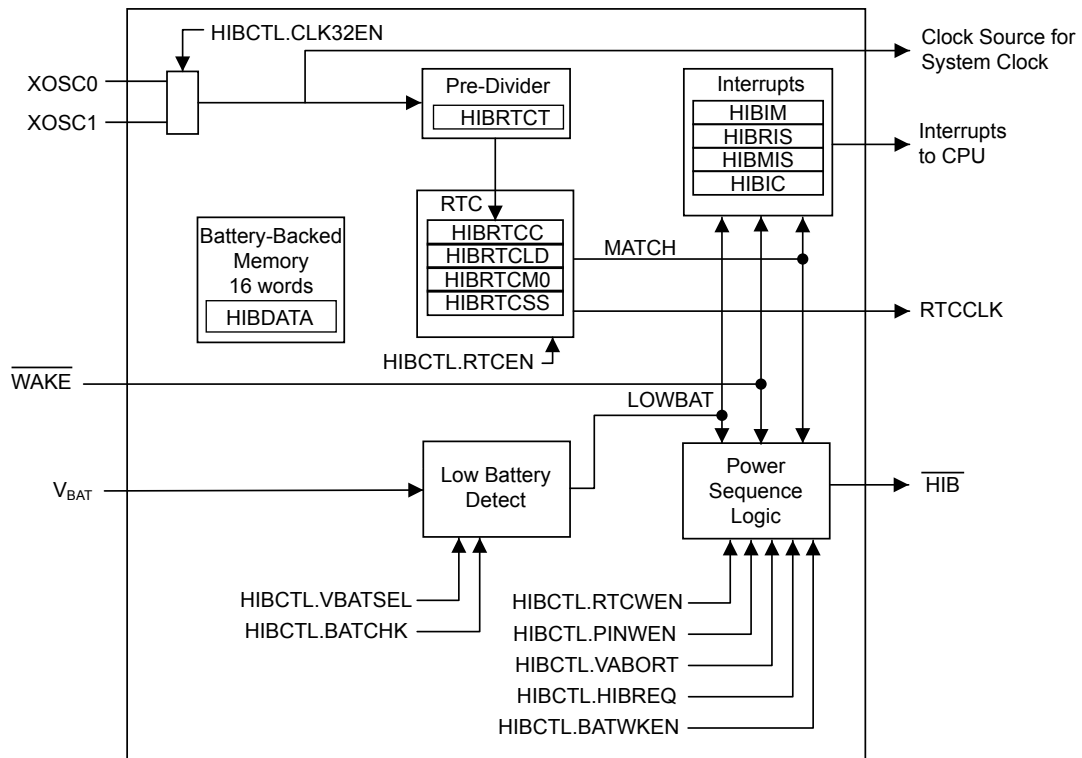 HIBCTL.CLK32EN
XOSC0
XOSC1
Clock Source for
System Clock
Pre-Divider
HIBRTCT
Interrupts
HIBIM
HIBRIS
HIBMIS
HIBIC
Interrupts
to CPU
RTC
HIBRTCC
HIBRTCLD
HIBRTCM0
HIBRTCSS
MATCH
Battery-Backed
Memory
16 words
HIBDATA
RTCCLK
HIBCTL.RTCEN
WAKE
LOWBAT
VBAT
Low Battery
Detect
Power
Sequence
Logic
HIB
HIBCTL.VBATSEL
HIBCTL.BATCHK
HIBCTL.RTCWEN
HIBCTL.PINWEN
HIBCTL.VABORT
HIBCTL.HIBREQ
HIBCTL.BATWKEN